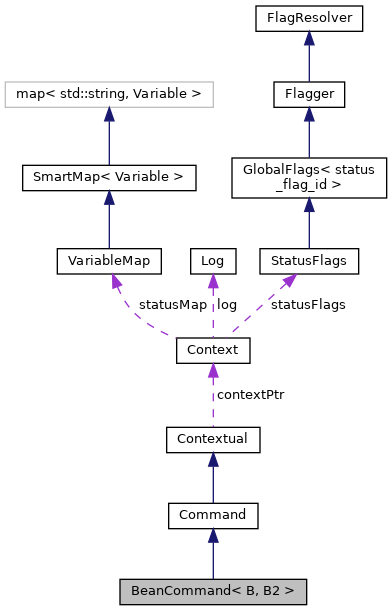 FlagResolver
map< std::string, Variable >
Flagger
SmartMap< Variable >
GlobalFlags< status
_flag_id >
VariableMap
Log
StatusFlags
statusMap
log
statusFlags
Context
contextPtr
Contextual
Command
BeanCommand< B, B2 >